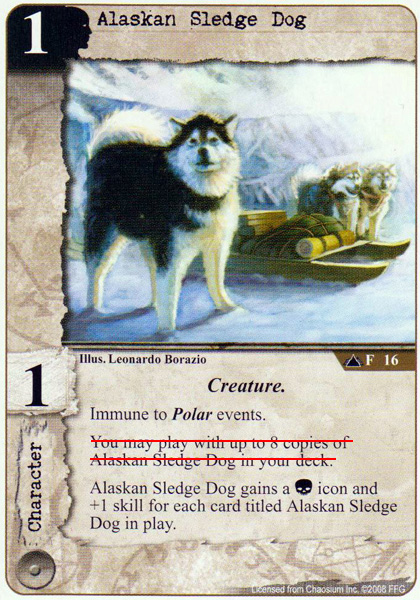 1
Alaskan Sledge Dog
Illus. Leonardo Borazio
F 16
1
Creature.
Immune to Polar events.
You may play with up to 8 copies of
Alaskan Sledge Dog in your deck.
Alaskan Sledge Dog gains a icon and
+1 skill for each card titled Alaskan Sledge
Dog in play.
Character
Licensed from Chaosium Inc. ©2008 FFG